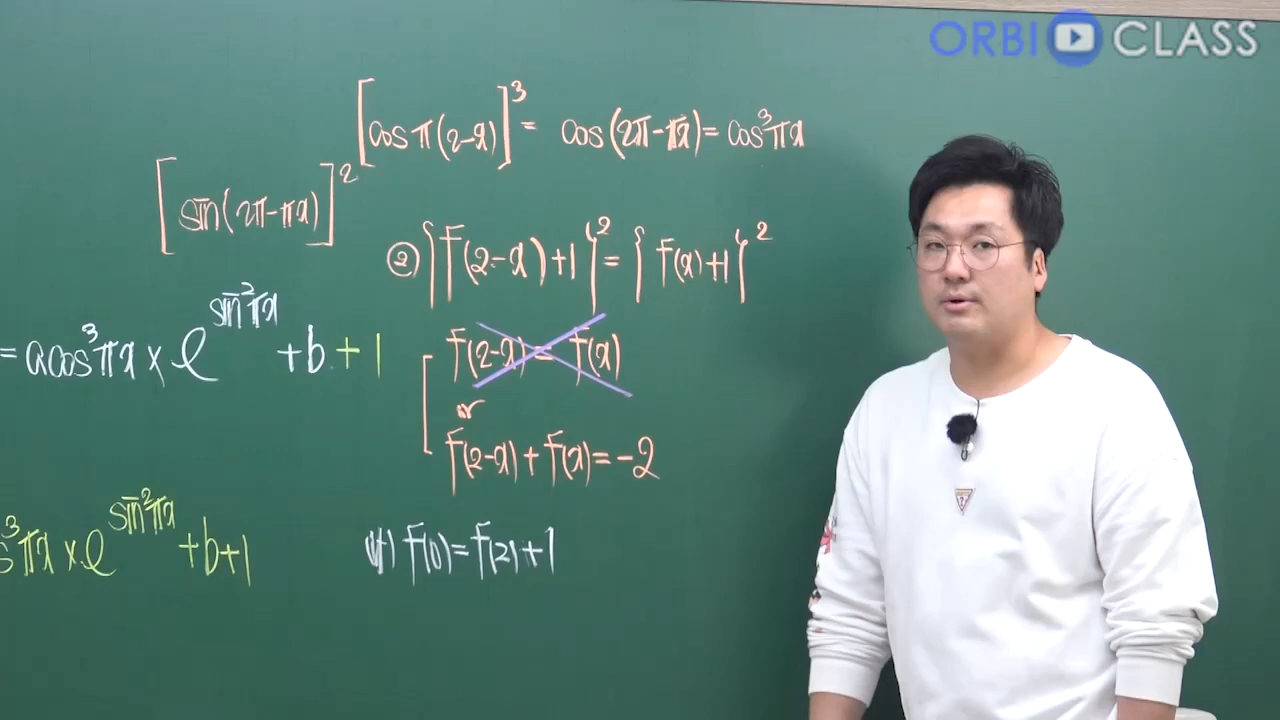 ORBI CLASS
[cos π(2-x)]³ = cos(2π-πx) = cos³πx
[sin(2π-πx)]²
② {f(2-x)+1}² = {f(x)+1}²
= a cos³πx × e^{sin²πx} + b + 1
f(2-x) = f(x)
or
f(2-x) + f(x) = -2
³πx × e^{sin²πx} + b + 1
f(0) = f(2) + 1